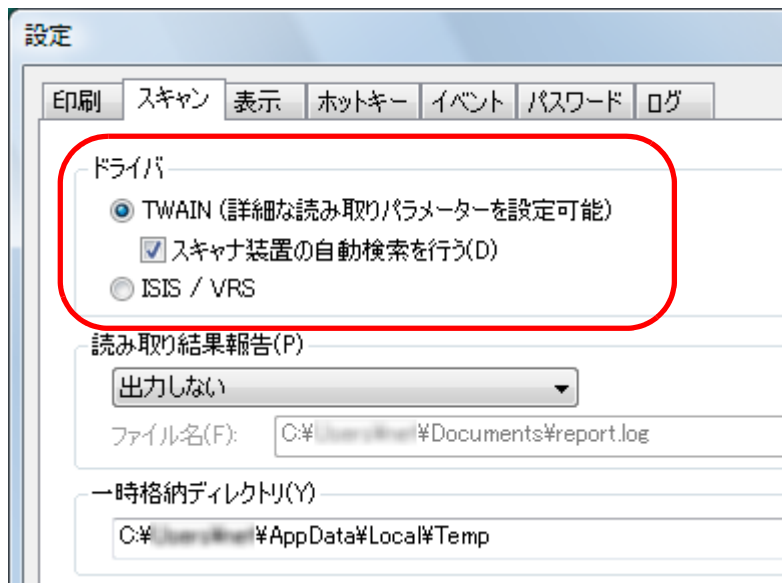 設定
印刷 スキャン 表示 ホットキー イベント パスワード ログ
ドライバ
TWAIN (詳細な読み取りパラメーターを設定可能)
スキャナ装置の自動検索を行う(D)
ISIS / VRS
読み取り結果報告(P)
出力しない
ファイル名(F): C:¥ ¥Documents¥report.log
一時格納ディレクトリ(Y)
C:¥ ¥AppData¥Local¥Temp